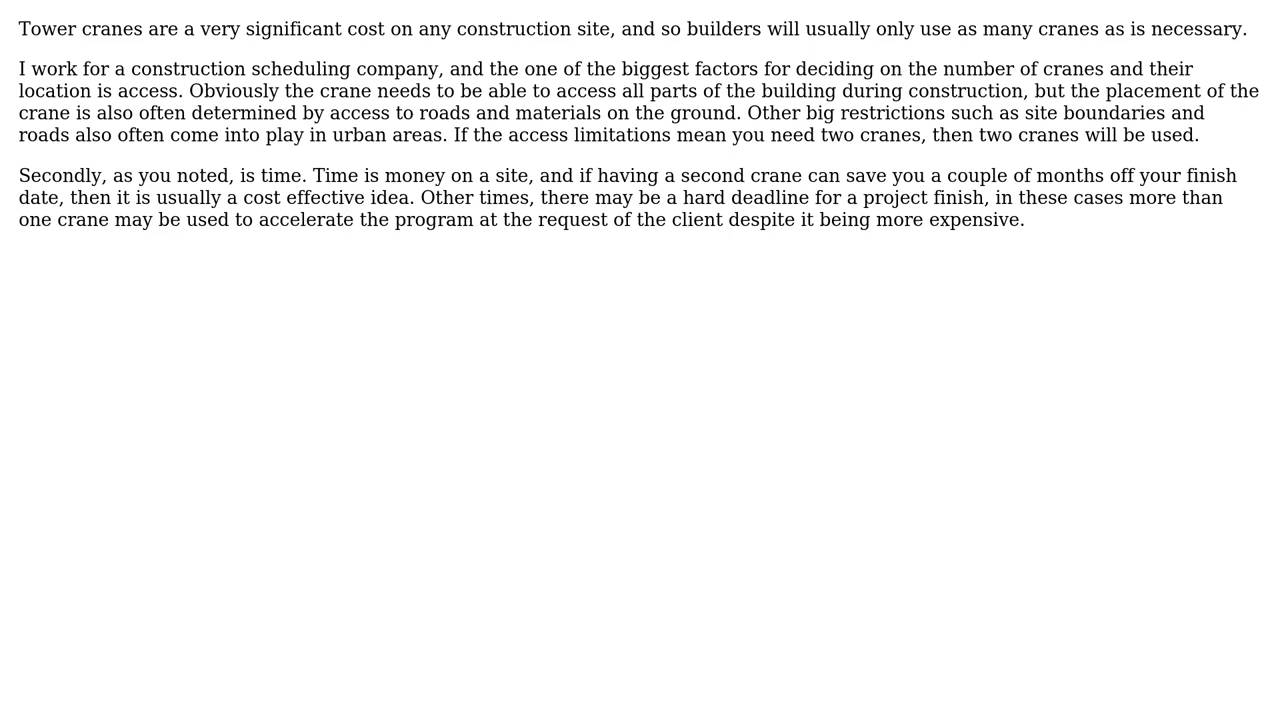 Tower cranes are a very significant cost on any construction site, and so builders will usually only use as many cranes as is necessary.
I work for a construction scheduling company, and the one of the biggest factors for deciding on the number of cranes and their
location is access. Obviously the crane needs to be able to access all parts of the building during construction, but the placement of the
crane is also often determined by access to roads and materials on the ground. Other big restrictions such as site boundaries and
roads also often come into play in urban areas. If the access limitations mean you need two cranes, then two cranes will be used.
Secondly, as you noted, is time. Time is money on a site, and if having a second crane can save you a couple of months off your finish
date, then it is usually a cost effective idea. Other times, there may be a hard deadline for a project finish, in these cases more than
one crane may be used to accelerate the program at the request of the client despite it being more expensive.